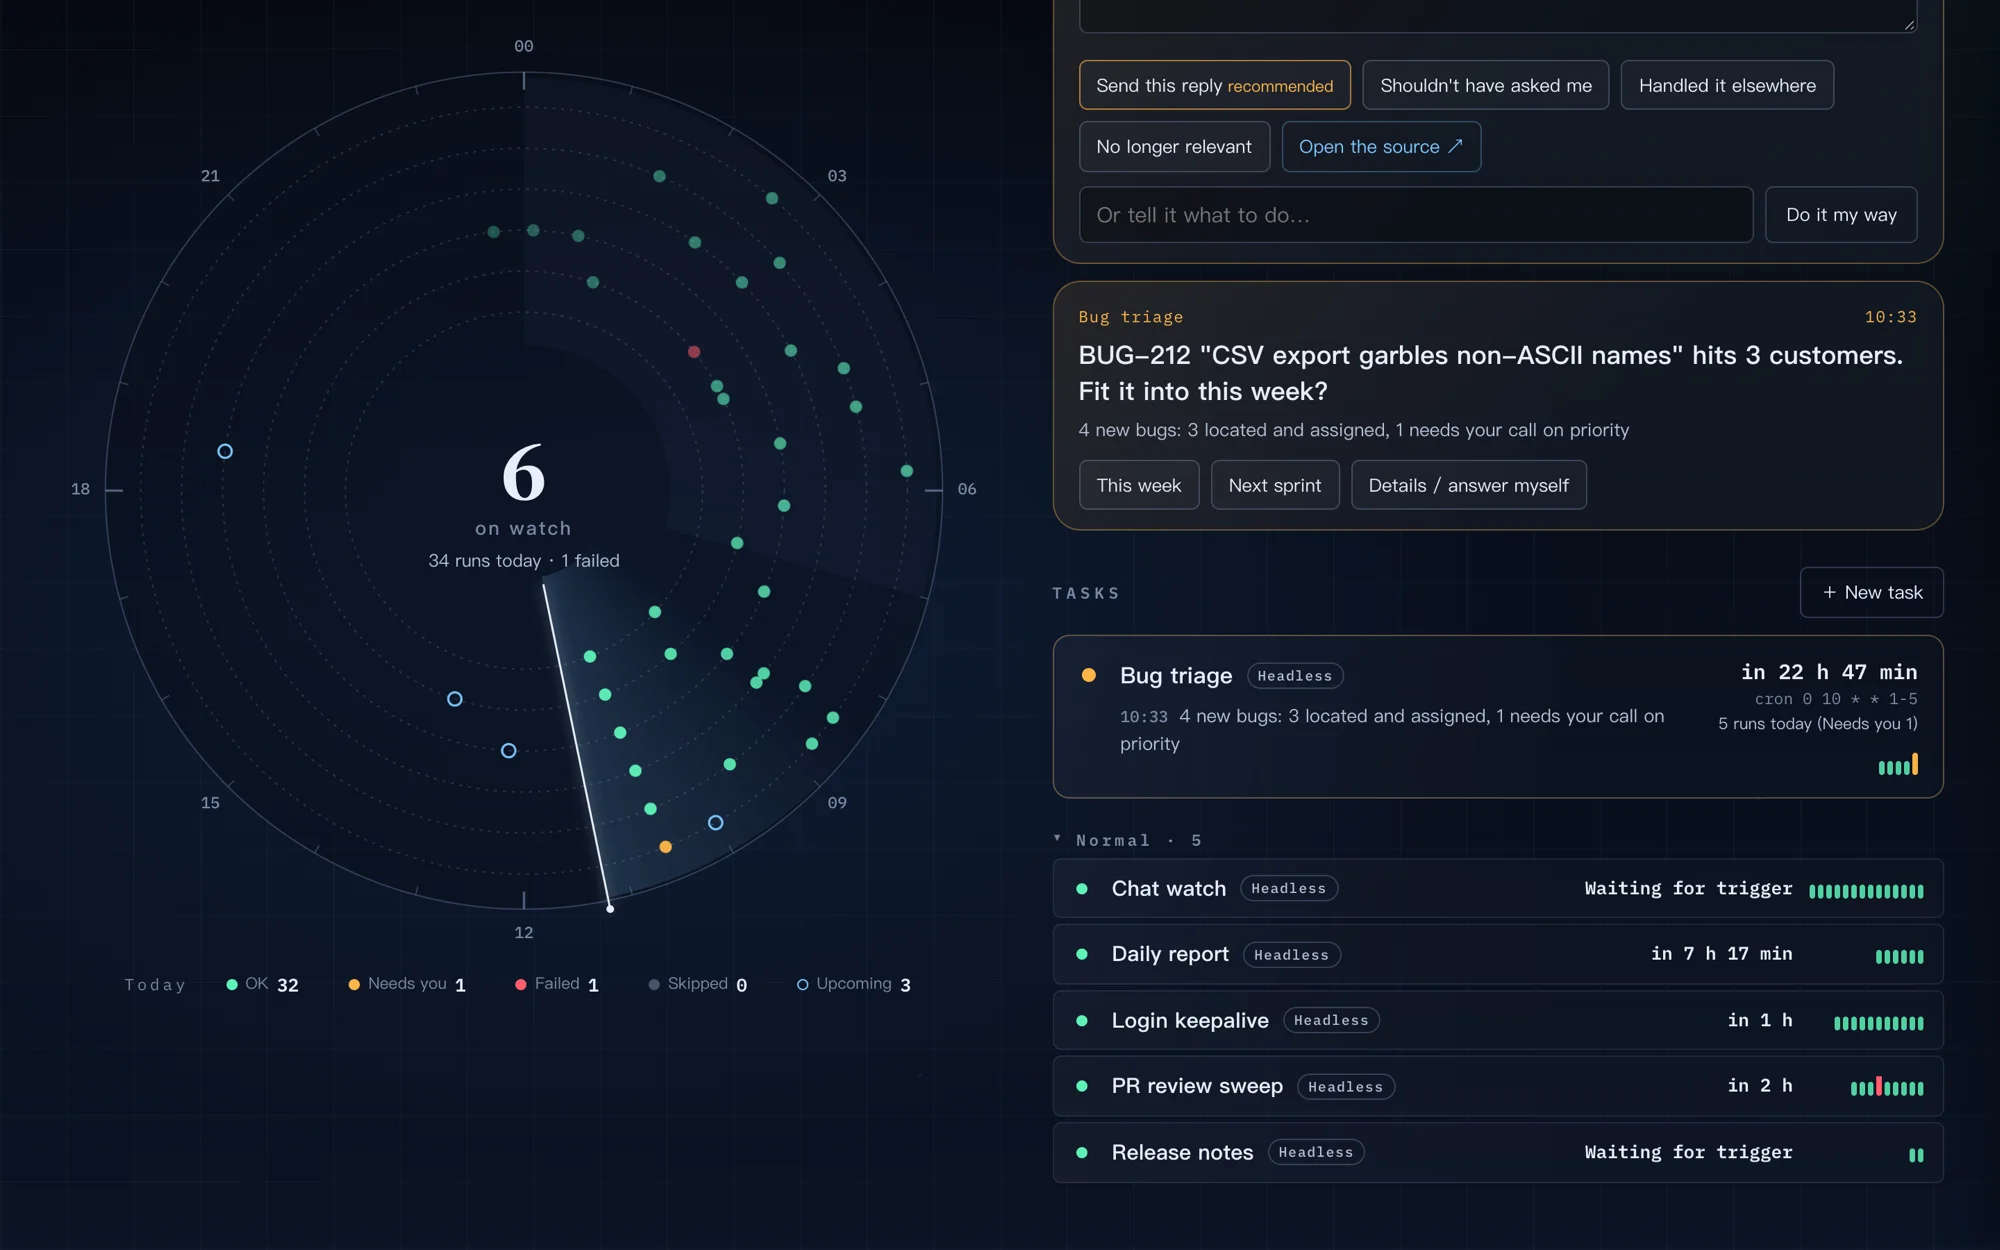 00
21
03
18
06
6
on watch
34 runs today · 1 failed
15
09
12
Today OK 32 Needs you 1 Failed 1 Skipped 0 Upcoming 3
Send this reply recommended
Shouldn't have asked me
Handled it elsewhere
No longer relevant
Open the source ↗
Or tell it what to do...
Do it my way
Bug triage 10:33
BUG-212 "CSV export garbles non-ASCII names" hits 3 customers.
Fit it into this week?
4 new bugs: 3 located and assigned, 1 needs your call on priority
This week
Next sprint
Details / answer myself
TASKS
+ New task
Bug triage Headless in 22 h 47 min
cron 0 10 * * 1-5
10:33 4 new bugs: 3 located and assigned, 1 needs your call on
priority
5 runs today (Needs you 1)
▾ Normal · 5
Chat watch Headless Waiting for trigger
Daily report Headless in 7 h 17 min
Login keepalive Headless in 1 h
PR review sweep Headless in 2 h
Release notes Headless Waiting for trigger